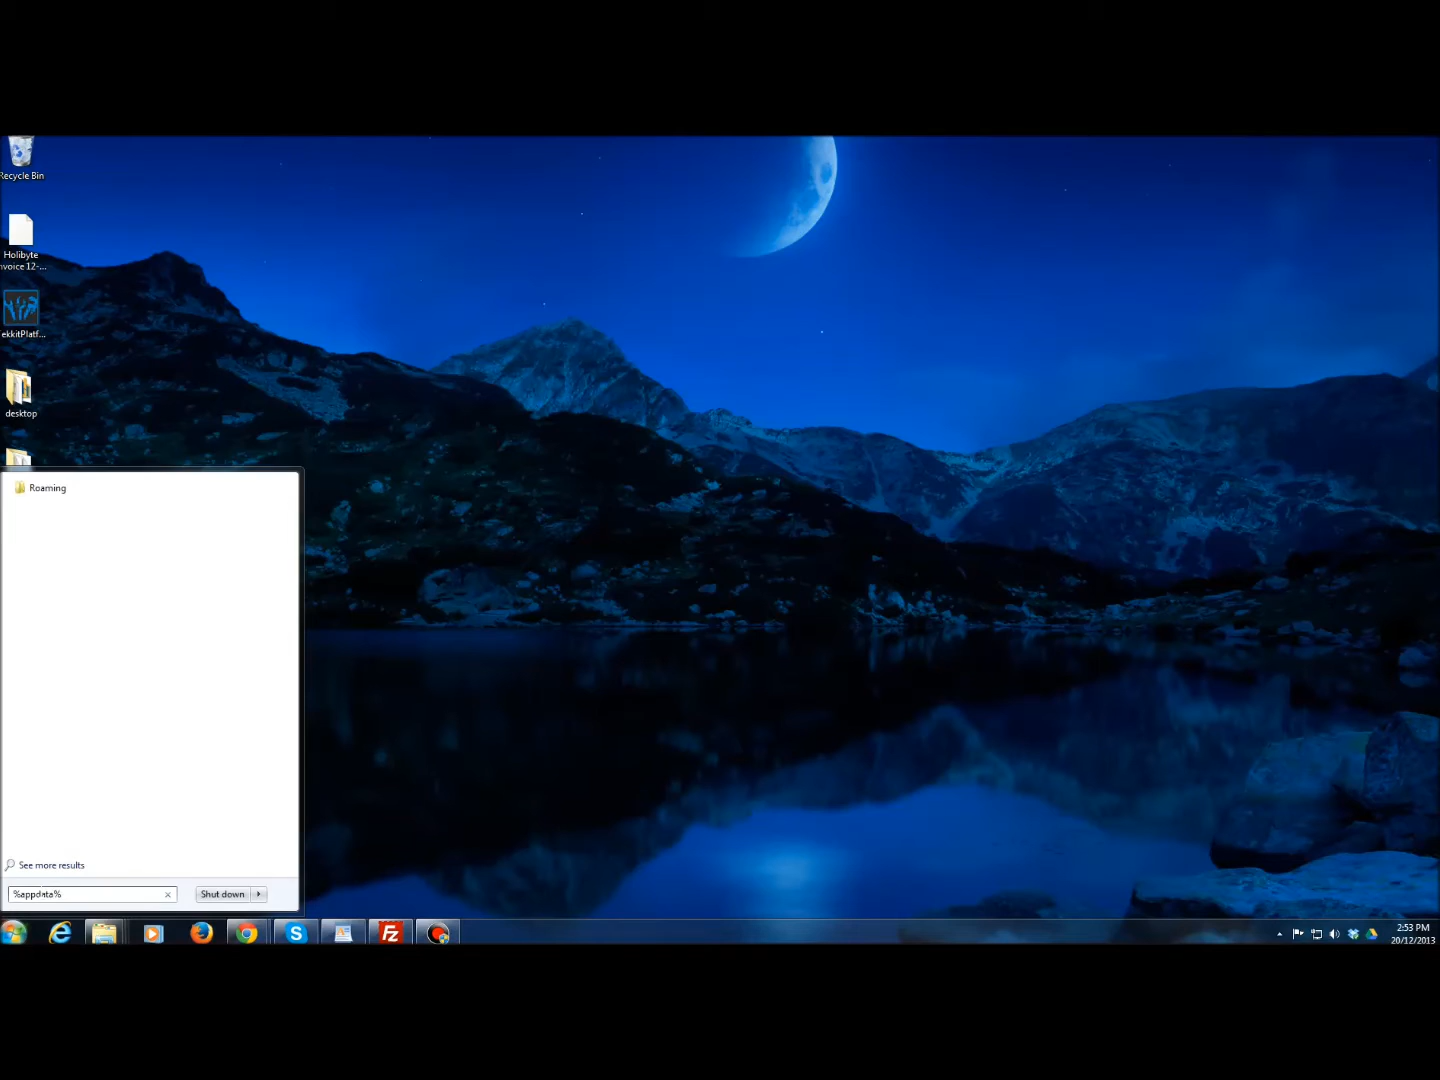 Recycle Bin
Holibyte
nvoice 12-...
ekkitPlatf...
desktop
Roaming
See more results
%appdata%
Shut down
2:53 PM
20/12/2013